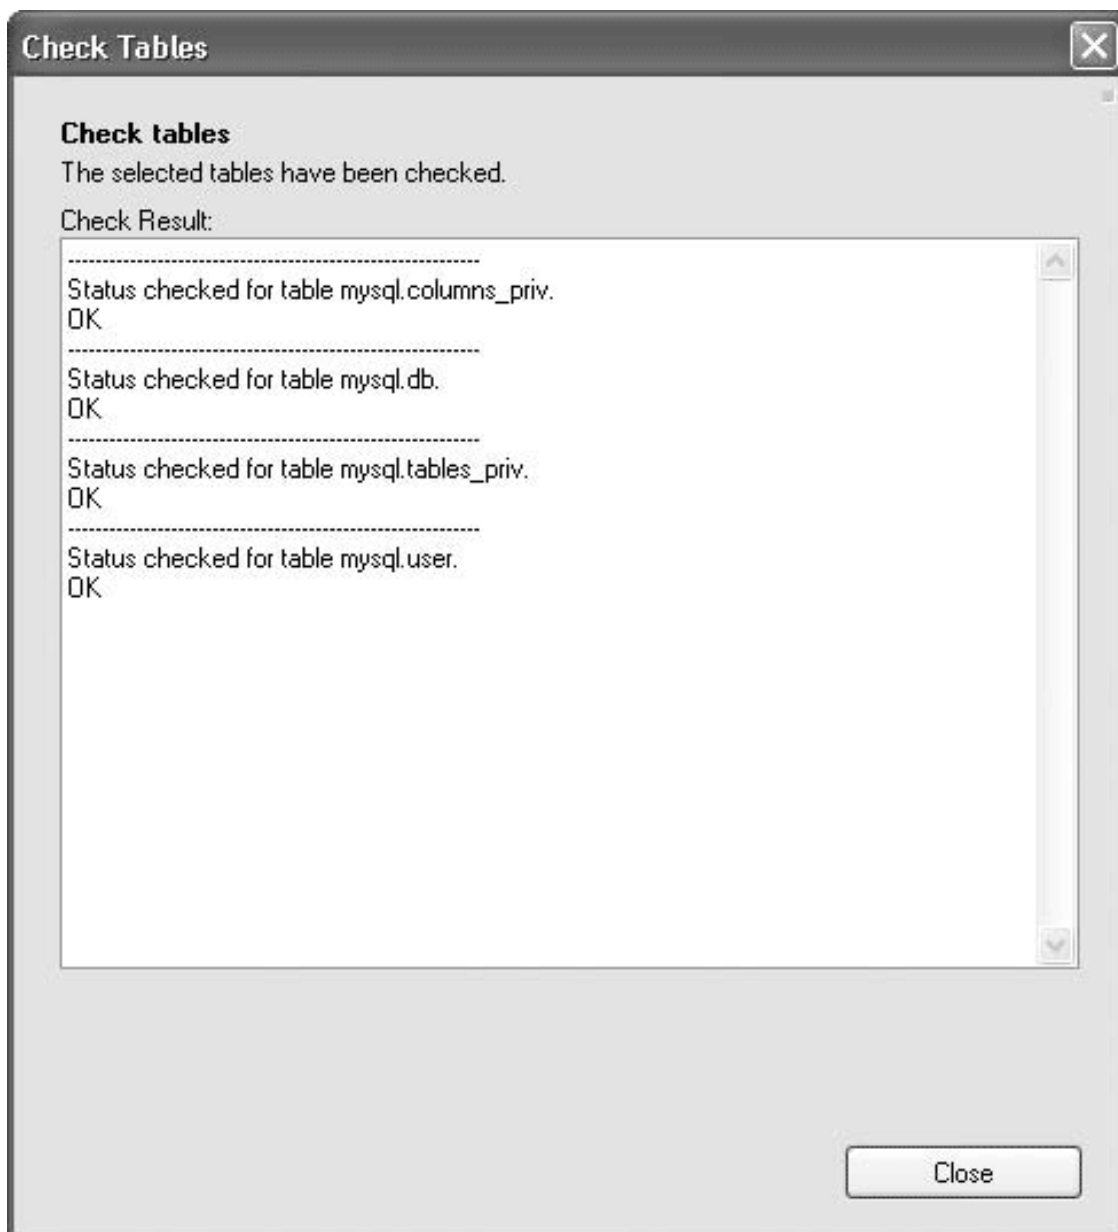 Check Tables
Check tables
The selected tables have been checked.
Check Result:
------------------------------------------------------------
Status checked for table mysql.columns_priv.
OK
------------------------------------------------------------
Status checked for table mysql.db.
OK
------------------------------------------------------------
Status checked for table mysql.tables_priv.
OK
------------------------------------------------------------
Status checked for table mysql.user.
OK
Close